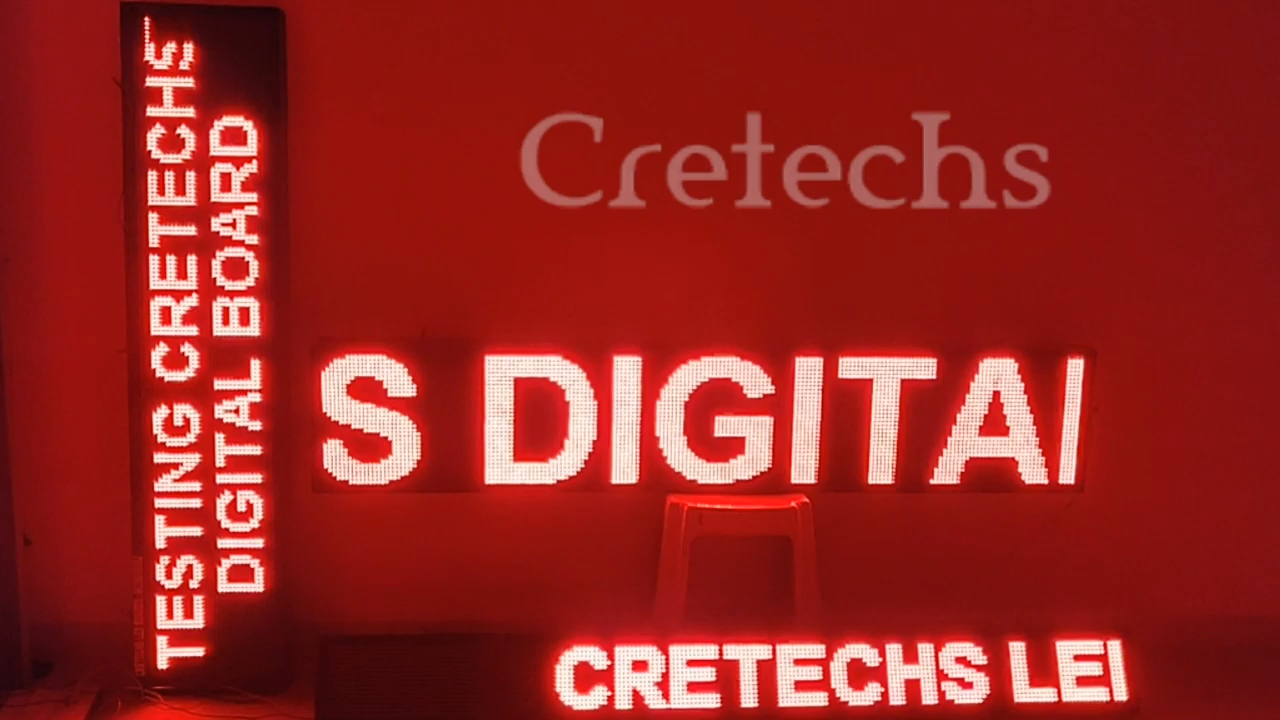 TESTING CRETECHS
DIGITAL BOARD
Cretechs
S DIGITAI
CRETECHS LEI